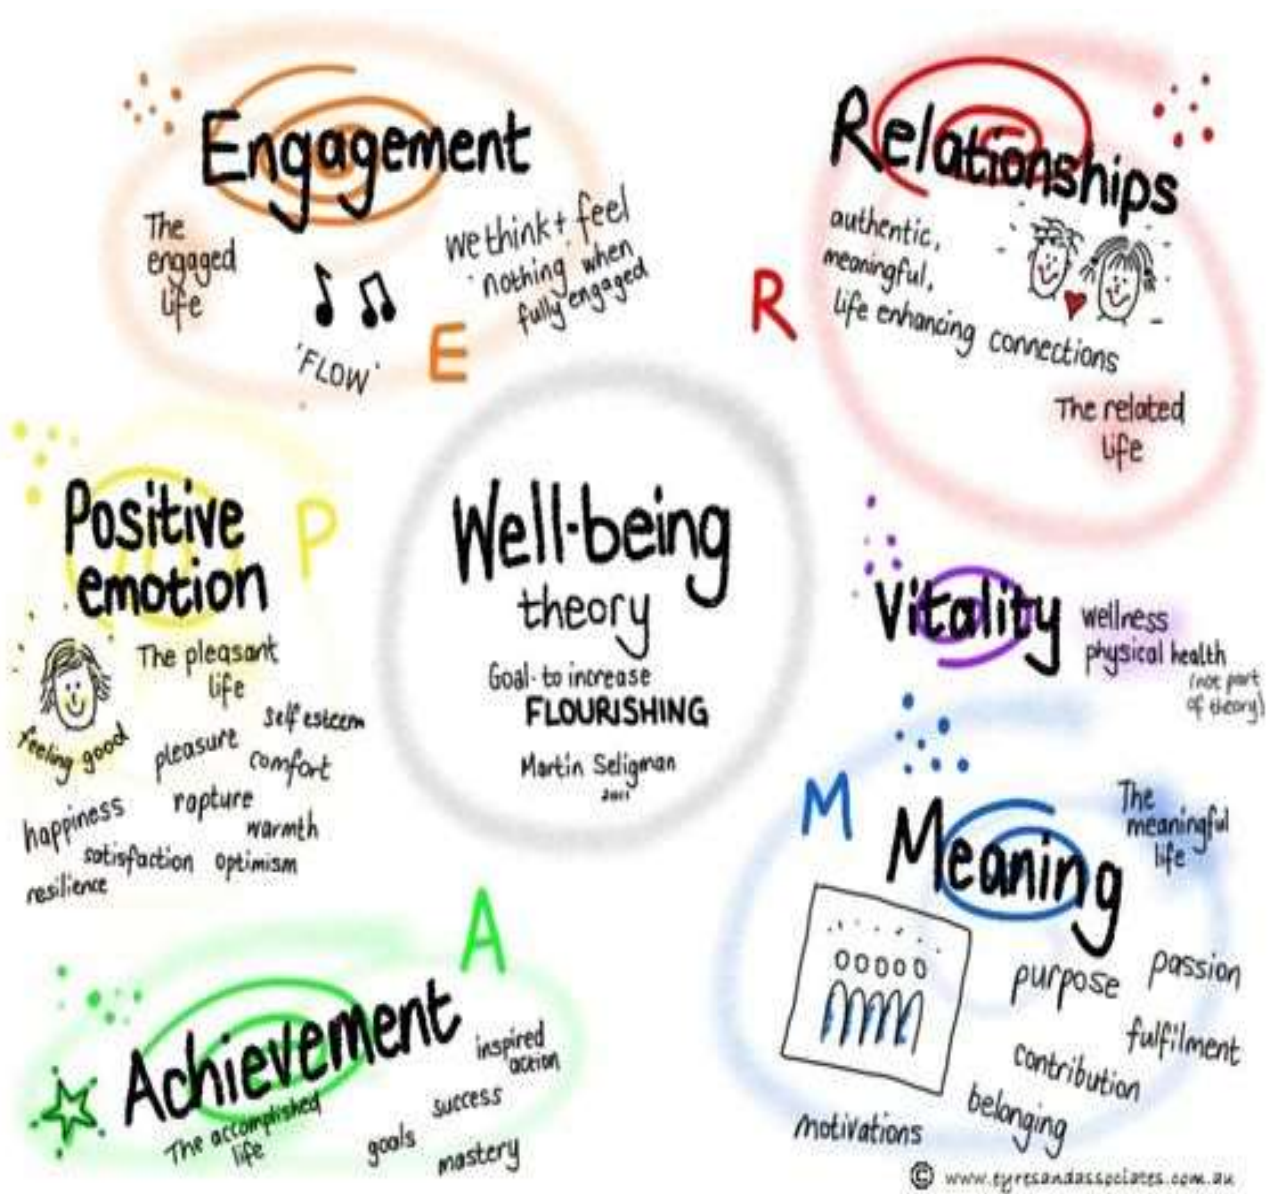 Engagement
The
engaged
life
'FLOW'
we think + feel
nothing when
fully engaged
E
Relationships
authentic,
meaningful,
life enhancing connections
The related
life
R
Positive
emotion
P
The pleasant
life
feeling good
self esteem
pleasure
comfort
happiness
rapture
warmth
satisfaction
optimism
resilience
Well-being
theory
Goal - to increase
FLOURISHING
Martin Seligman
2011
Vitality
wellness
physical health
(not part
of theory)
M
Meaning
The
meaningful
life
purpose
passion
fulfilment
contribution
belonging
motivations
A
Achievement
The accomplished
life
inspired
action
success
goals
mastery
© www.eyresandassociates.com.au